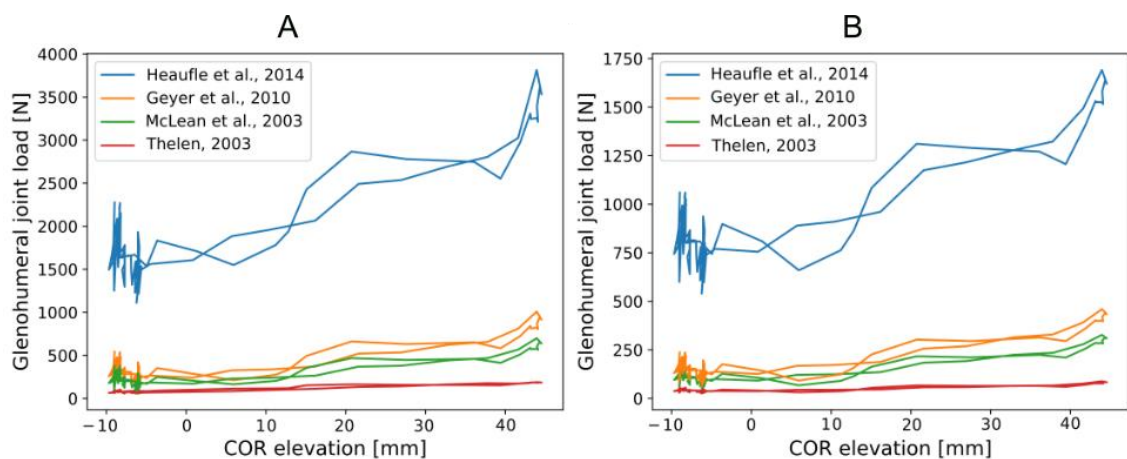 A
B
Glenohumeral joint load [N]
4000
3500
3000
2500
2000
1500
1000
500
0
Heaufle et al., 2014
Geyer et al., 2010
McLean et al., 2003
Thelen, 2003
−10 0 10 20 30 40
COR elevation [mm]
Glenohumeral joint load [N]
1750
1500
1250
1000
750
500
250
0
Heaufle et al., 2014
Geyer et al., 2010
McLean et al., 2003
Thelen, 2003
−10 0 10 20 30 40
COR elevation [mm]